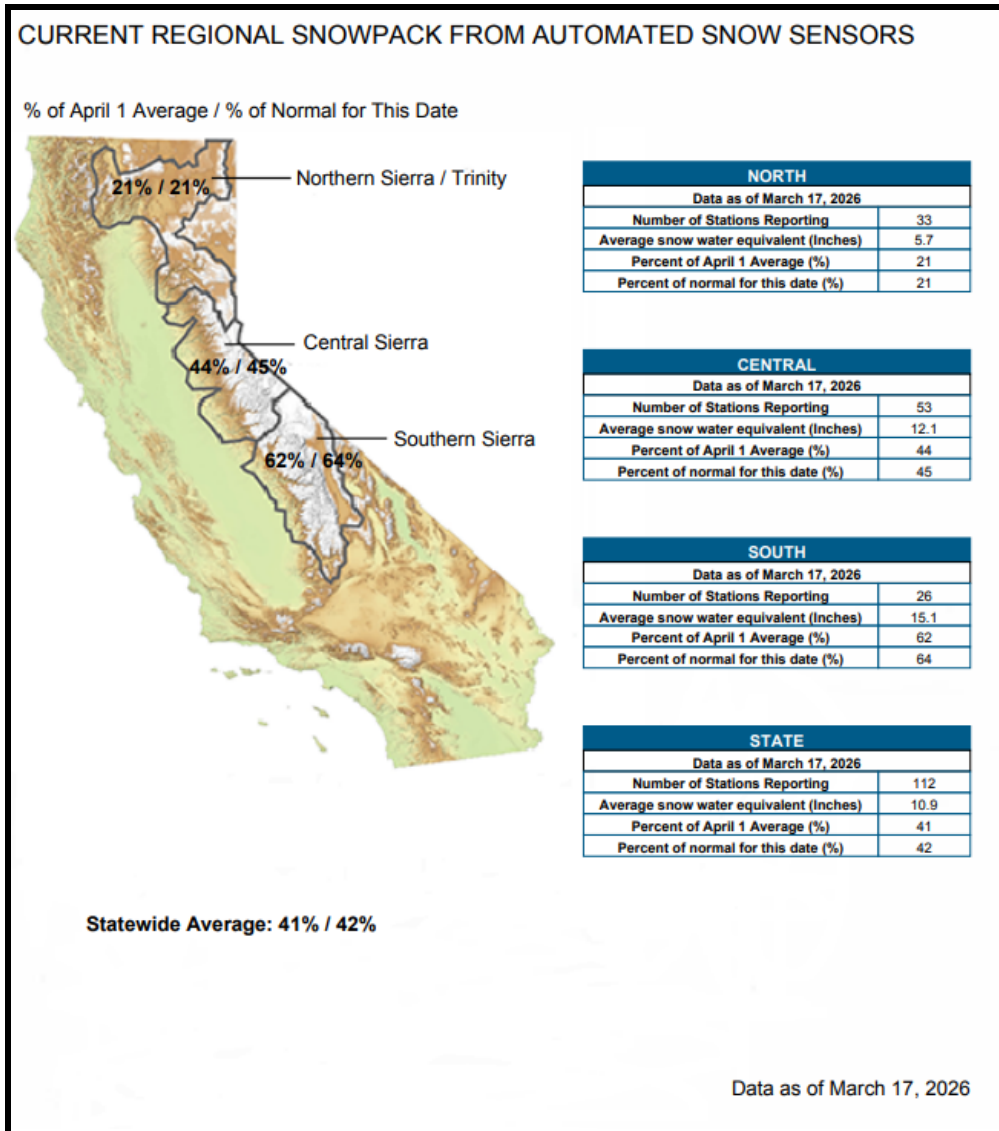 CURRENT REGIONAL SNOWPACK FROM AUTOMATED SNOW SENSORS
% of April 1 Average / % of Normal for This Date
21% / 21%
Northern Sierra / Trinity
Central Sierra
44% / 45%
Southern Sierra
62% / 64%
Statewide Average: 41% / 42%
NORTH
Data as of March 17, 2026
Number of Stations Reporting 33
Average snow water equivalent (Inches) 5.7
Percent of April 1 Average (%) 21
Percent of normal for this date (%) 21
CENTRAL
Data as of March 17, 2026
Number of Stations Reporting 53
Average snow water equivalent (Inches) 12.1
Percent of April 1 Average (%) 44
Percent of normal for this date (%) 45
SOUTH
Data as of March 17, 2026
Number of Stations Reporting 26
Average snow water equivalent (Inches) 15.1
Percent of April 1 Average (%) 62
Percent of normal for this date (%) 64
STATE
Data as of March 17, 2026
Number of Stations Reporting 112
Average snow water equivalent (Inches) 10.9
Percent of April 1 Average (%) 41
Percent of normal for this date (%) 42
Data as of March 17, 2026